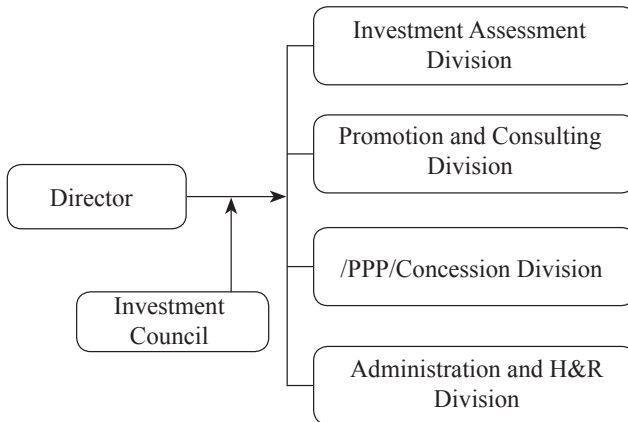 Investment Assessment
Division
Promotion and Consulting
Division
Director
/PPP/Concession Division
Investment
Council
Administration and H&R
Division